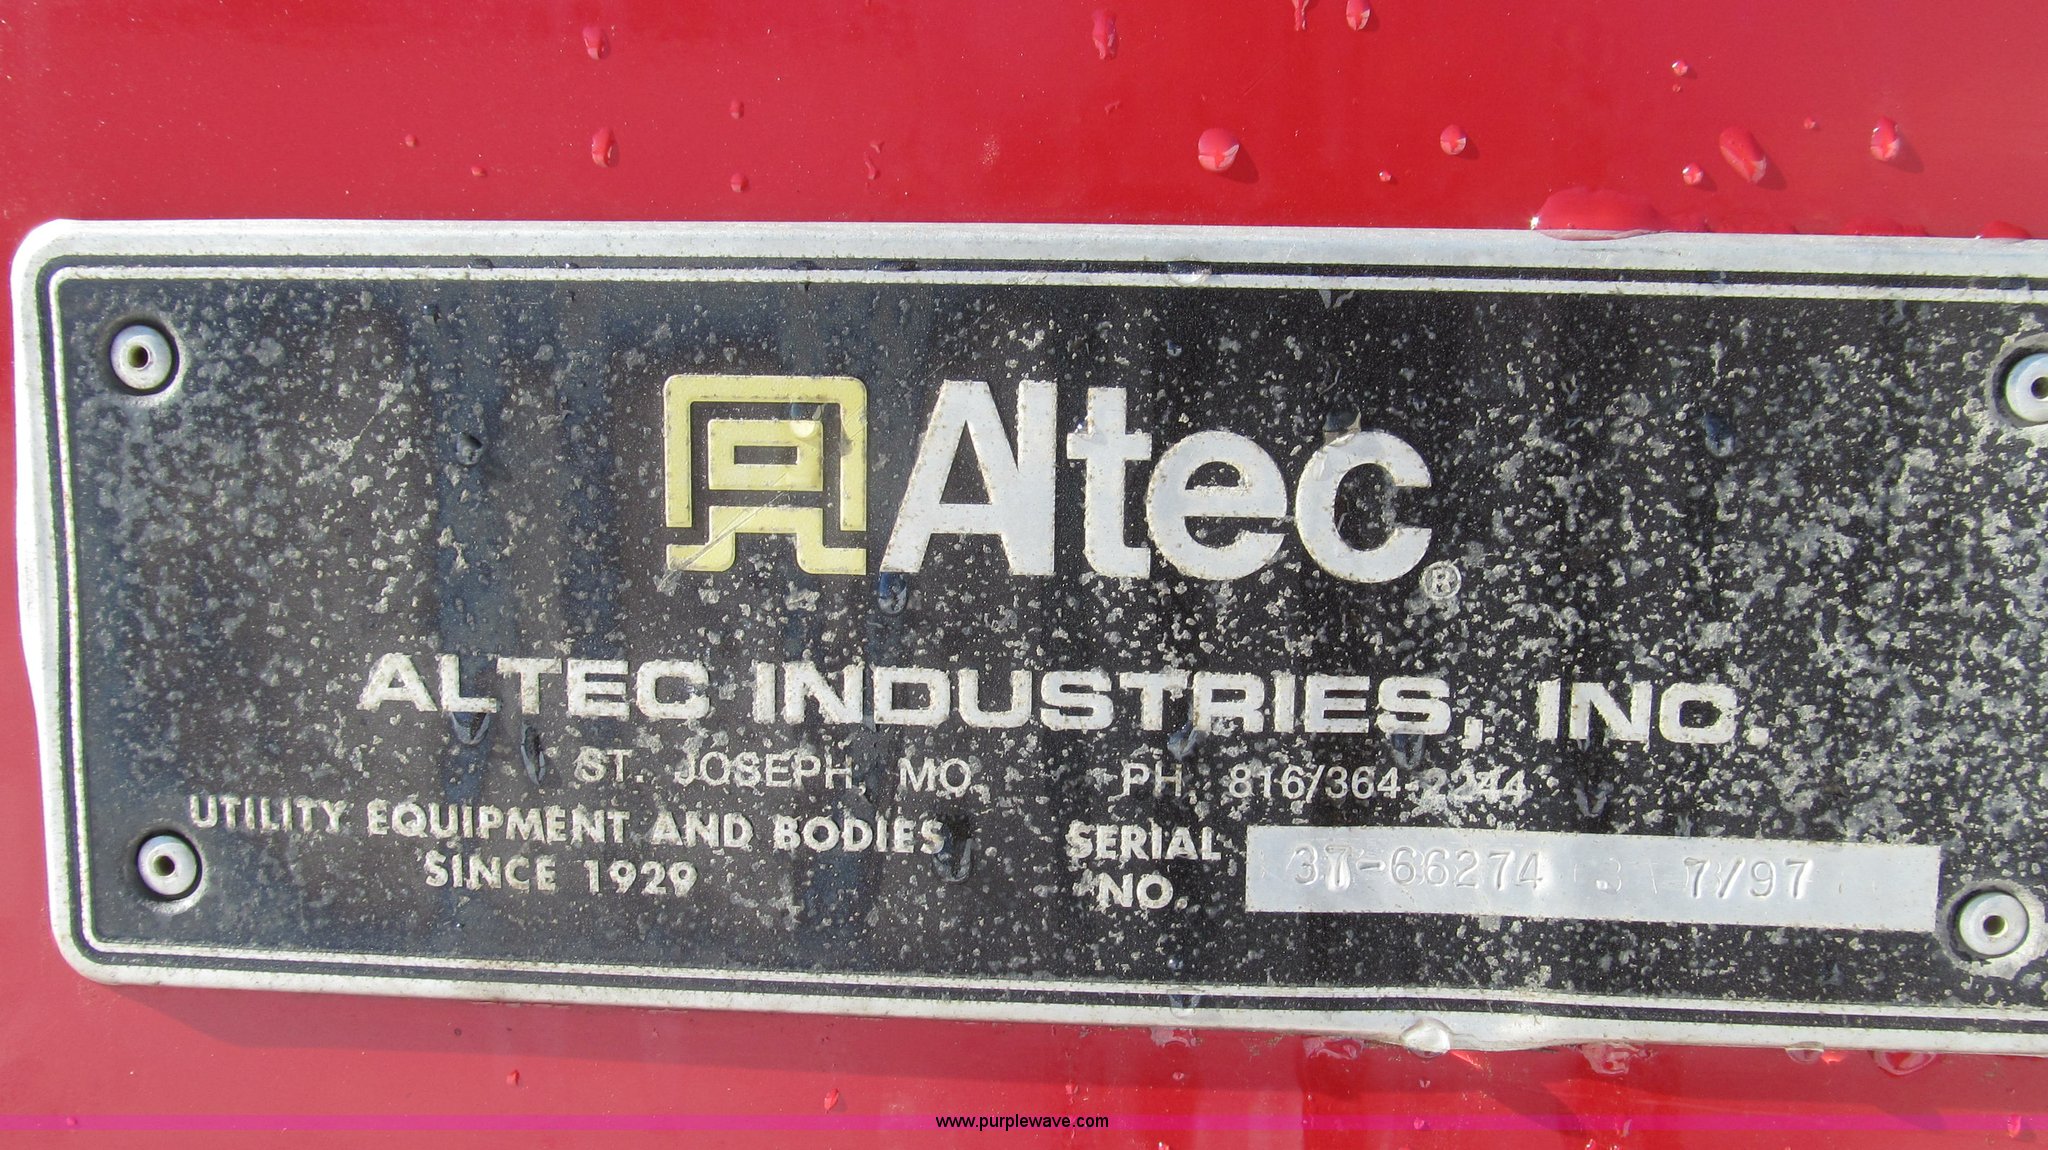 Altec®
ALTEC INDUSTRIES, INC.
ST. JOSEPH, MO. PH. 816/364-2244
UTILITY EQUIPMENT AND BODIES
SINCE 1929
SERIAL
NO.
37-66274 7/97
www.purplewave.com